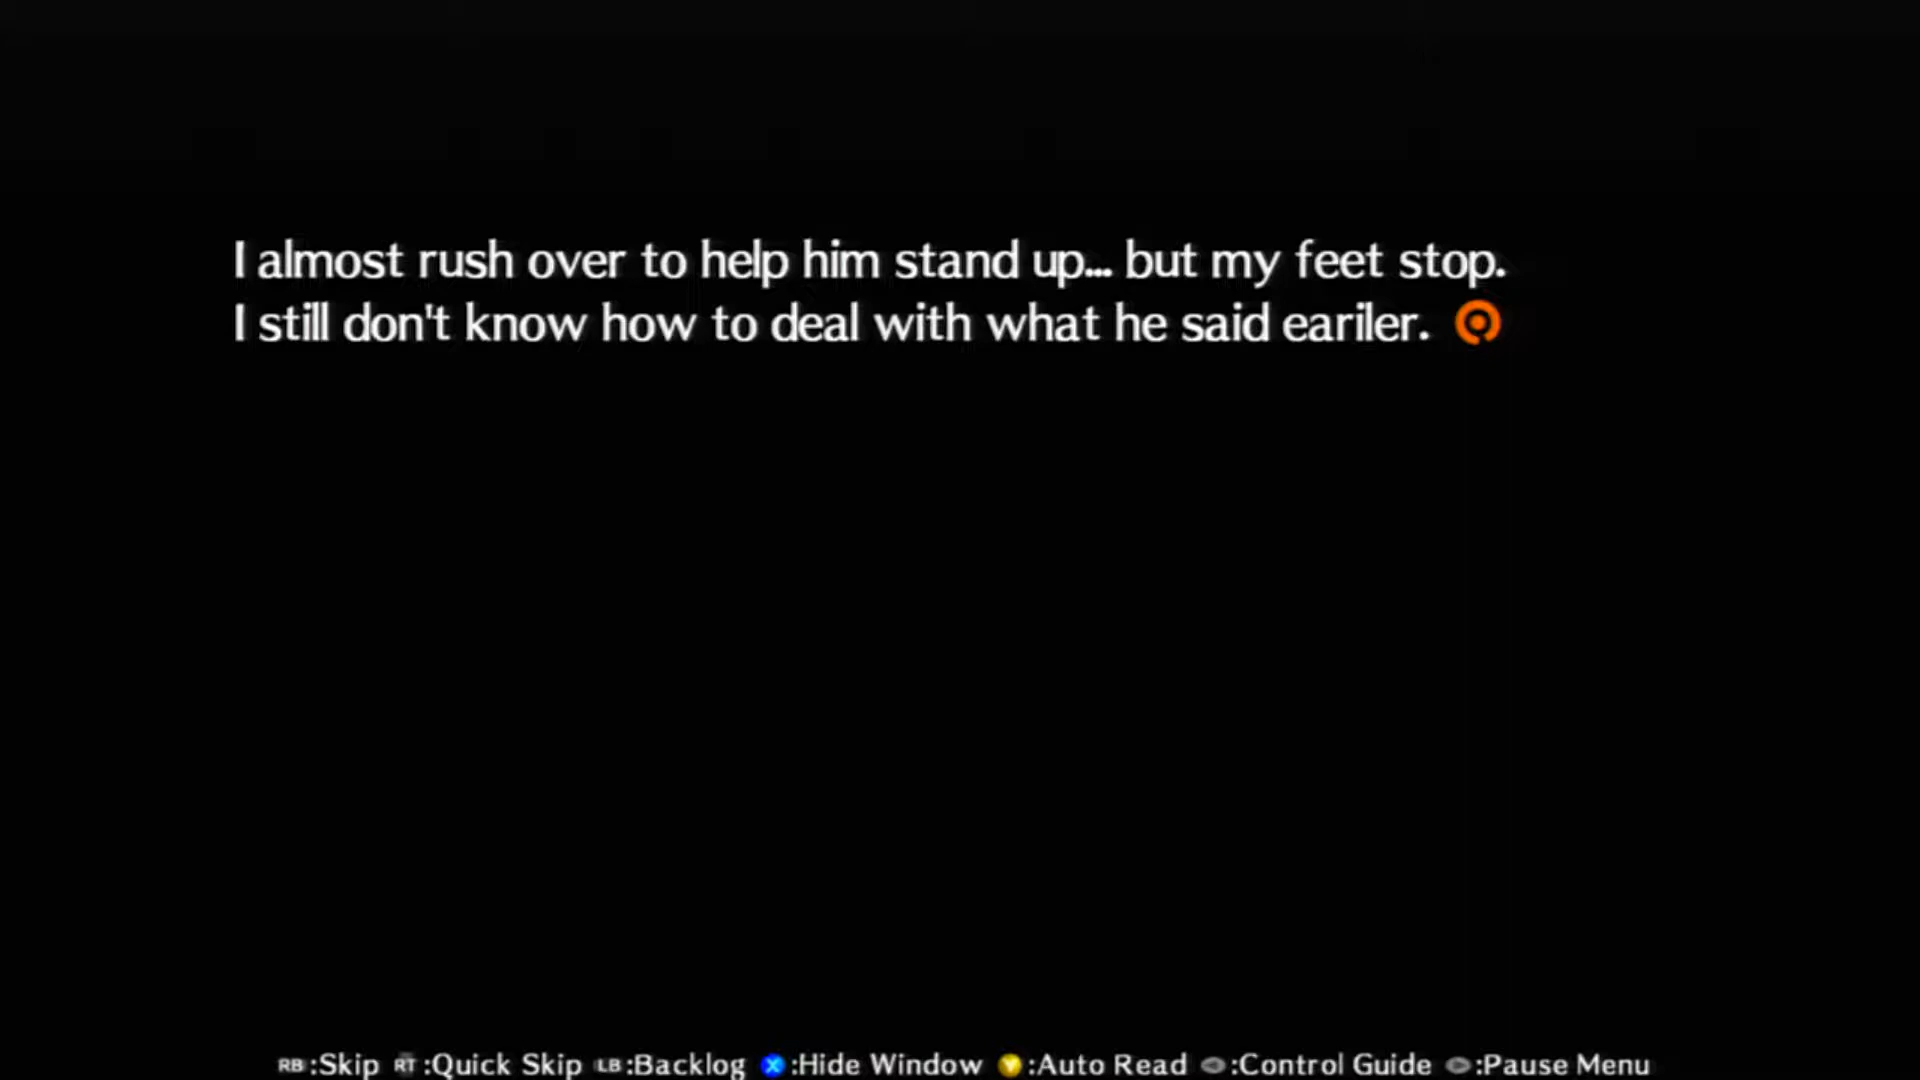 I almost rush over to help him stand up... but my feet stop.
I still don't know how to deal with what he said eariler.
RB:Skip RT:Quick Skip LB:Backlog X:Hide Window Y:Auto Read :Control Guide :Pause Menu